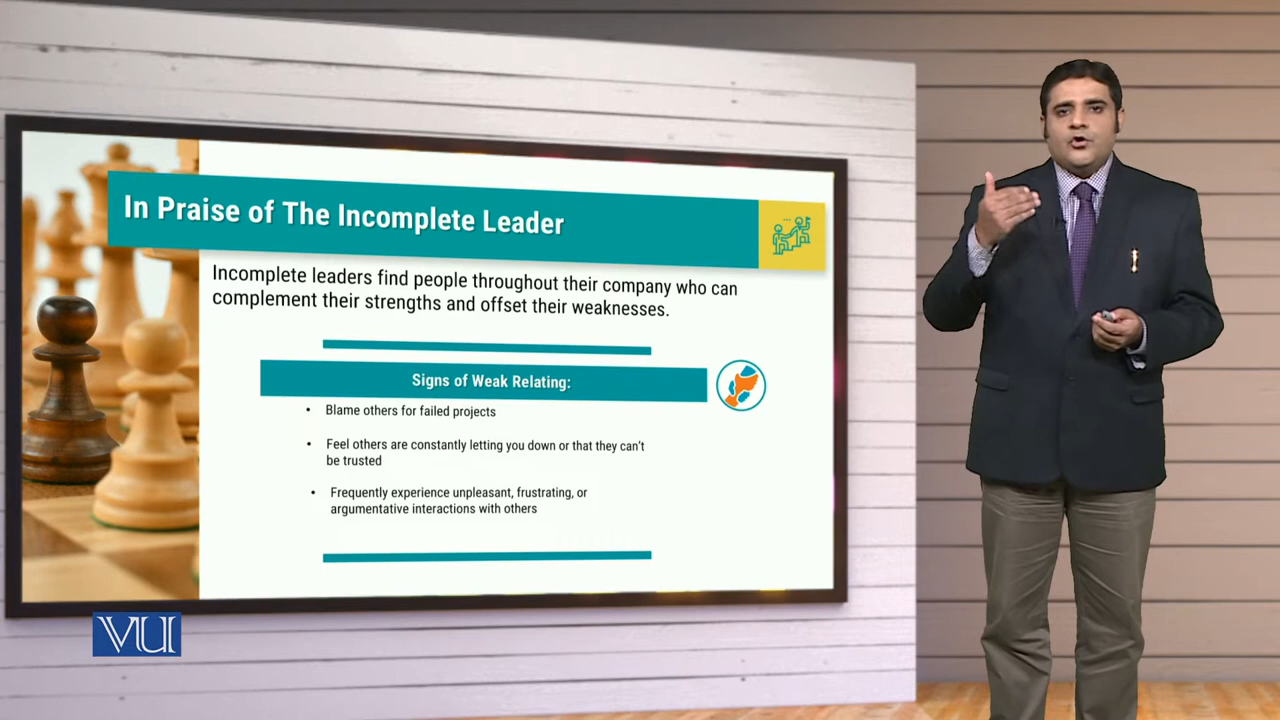 In Praise of The Incomplete Leader
Incomplete leaders find people throughout their company who can
complement their strengths and offset their weaknesses.
Signs of Weak Relating:
• Blame others for failed projects
• Feel others are constantly letting you down or that they can't
be trusted
• Frequently experience unpleasant, frustrating, or
argumentative interactions with others
VU